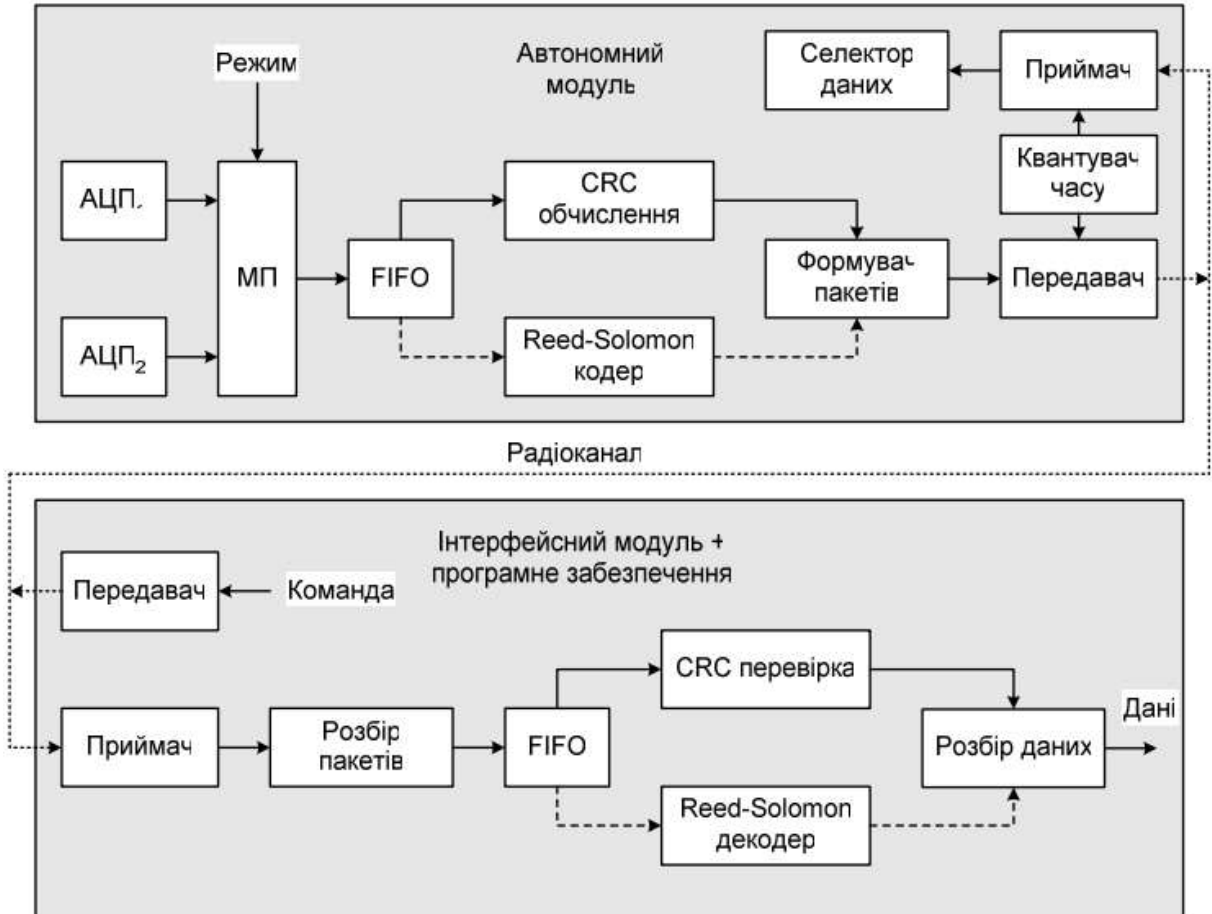 Режим
Автономний
модуль
Селектор
даних
Приймач
АЦП
CRC
обчислення
Квантувач
часу
МП
FIFO
Формувач
пакетів
Передавач
АЦП2
Reed-Solomon
кодер
Радіоканал
Інтерфейсний модуль +
програмне забезпечення
Передавач
Команда
CRC перевірка
Дані
Приймач
Розбір
пакетів
FIFO
Розбір даних
Reed-Solomon
декодер